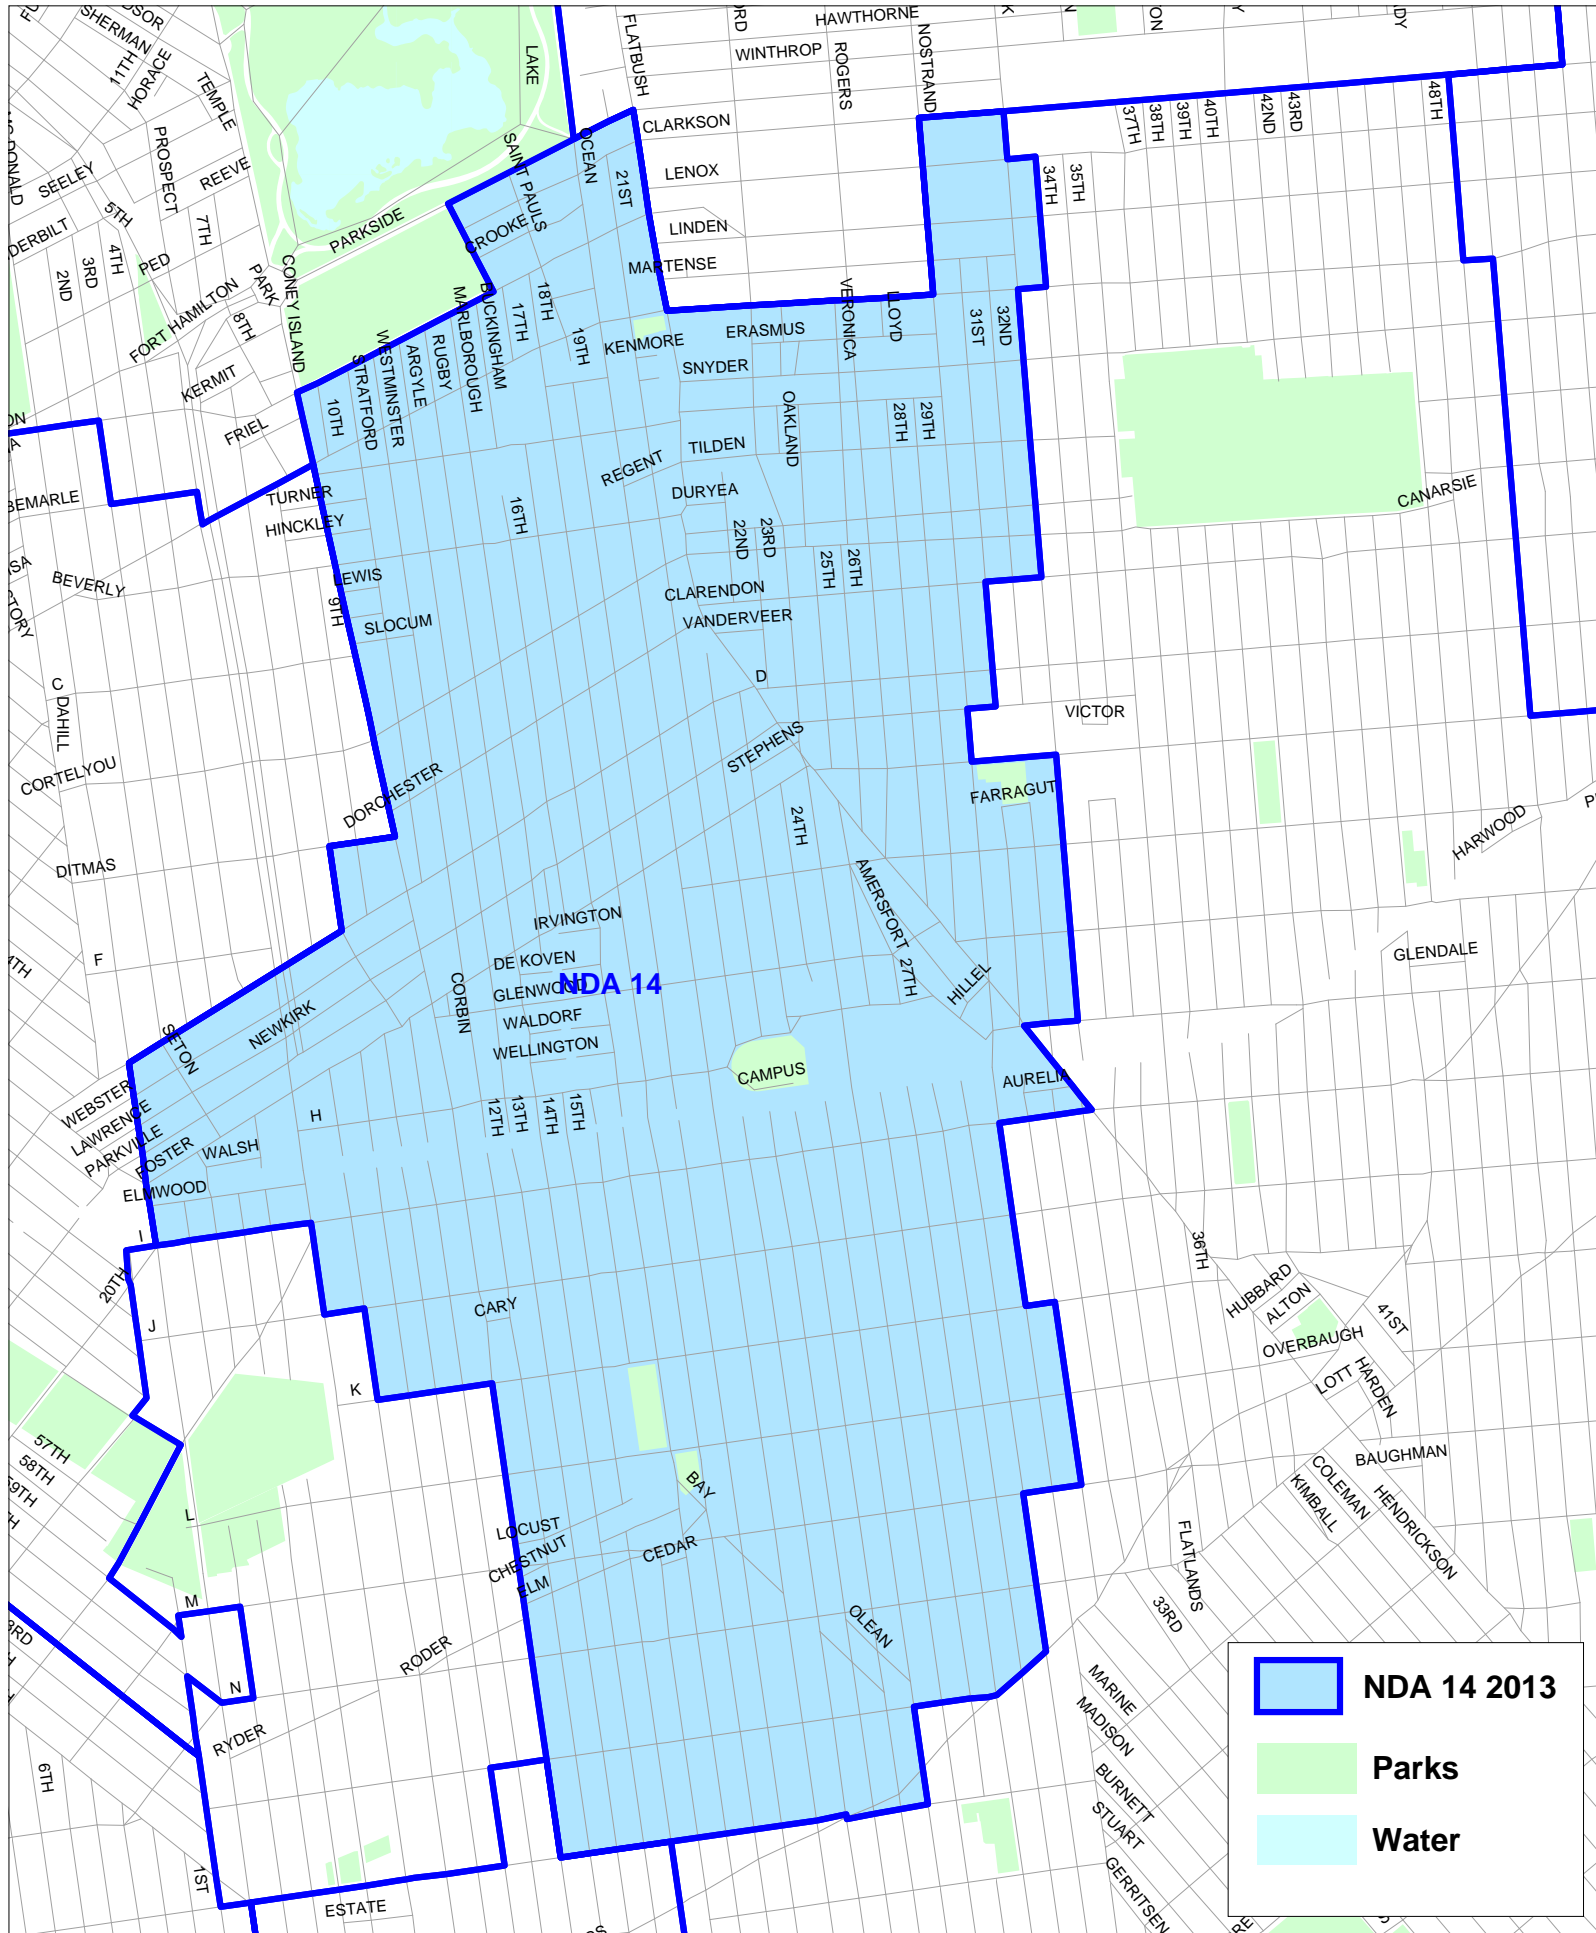 HAWTHORNE
SHERMAN
WINTHROP
11TH
HORACE
FLATBUSH
LAKE
ROGERS
NOSTRAND
TEMPLE
CLARKSON
37TH
38TH
39TH
40TH
42ND
43RD
48TH
PROSPECT
SEELEY
REEVE
SAINT PAULS
OCEAN
LENOX
21ST
34TH
35TH
5TH
7TH
4TH
3RD
2ND
PED
PARKSIDE
CROOKE
LINDEN
MARTENSE
PARK
CONEY ISLAND
FORT HAMILTON
8TH
MARLBOROUGH
BUCKINGHAM
17TH
18TH
19TH
VERONICA
LLOYD
31ST
32ND
KENMORE
ERASMUS
SNYDER
KERMIT
FRIEL
10TH
STRATFORD
WESTMINSTER
ARGYLE
RUGBY
OAKLAND
28TH
29TH
REGENT
TILDEN
DURYEA
TURNER
HINCKLEY
16TH
22ND
23RD
25TH
26TH
CANARSIE
BEMARLE
BEVERLY
LEWIS
9TH
SLOCUM
CLARENDON
VANDERVEER
C
DAHILL
D
STEPHENS
VICTOR
CORTELYOU
DORCHESTER
FARRAGUT
24TH
HARWOOD
DITMAS
AMERSFORT
IRVINGTON
F
DE KOVEN
GLENWOOD
NDA 14
CORBIN
27TH
HILLEL
GLENDALE
WALDORF
WELLINGTON
SETON
NEWKIRK
CAMPUS
AURELIA
WEBSTER
LAWRENCE
PARKVILLE
FOSTER
H
12TH
13TH
14TH
15TH
WALSH
ELMWOOD
I
20TH
36TH
HUBBARD
ALTON
41ST
OVERBAUGH
J
CARY
LOTT
HARDEN
K
57TH
58TH
59TH
BAUGHMAN
COLEMAN
KIMBALL
HENDRICKSON
BAY
L
LOCUST
CHESTNUT
ELM
CEDAR
FLATLANDS
33RD
M
OLEAN
RODER
N
RYDER
MARINE
MADISON
BURNETT
STUART
GERRITSEN
6TH
1ST
ESTATE
NDA 14 2013
Parks
Water